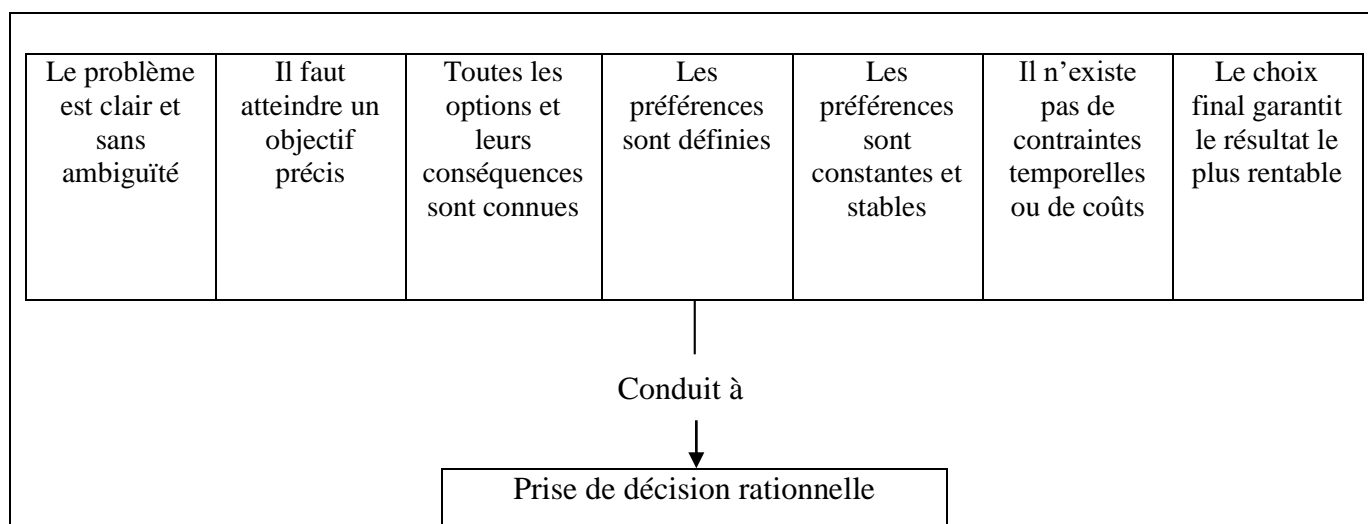 Le problème
est clair et
sans
ambiguïté
Il faut
atteindre un
objectif
précis
Toutes les
options et
leurs
conséquences
sont connues
Les
préférences
sont définies
Les
préférences
sont
constantes et
stables
Il n’existe
pas de
contraintes
temporelles
ou de coûts
Le choix
final garantit
le résultat le
plus rentable
Conduit à
Prise de décision rationnelle